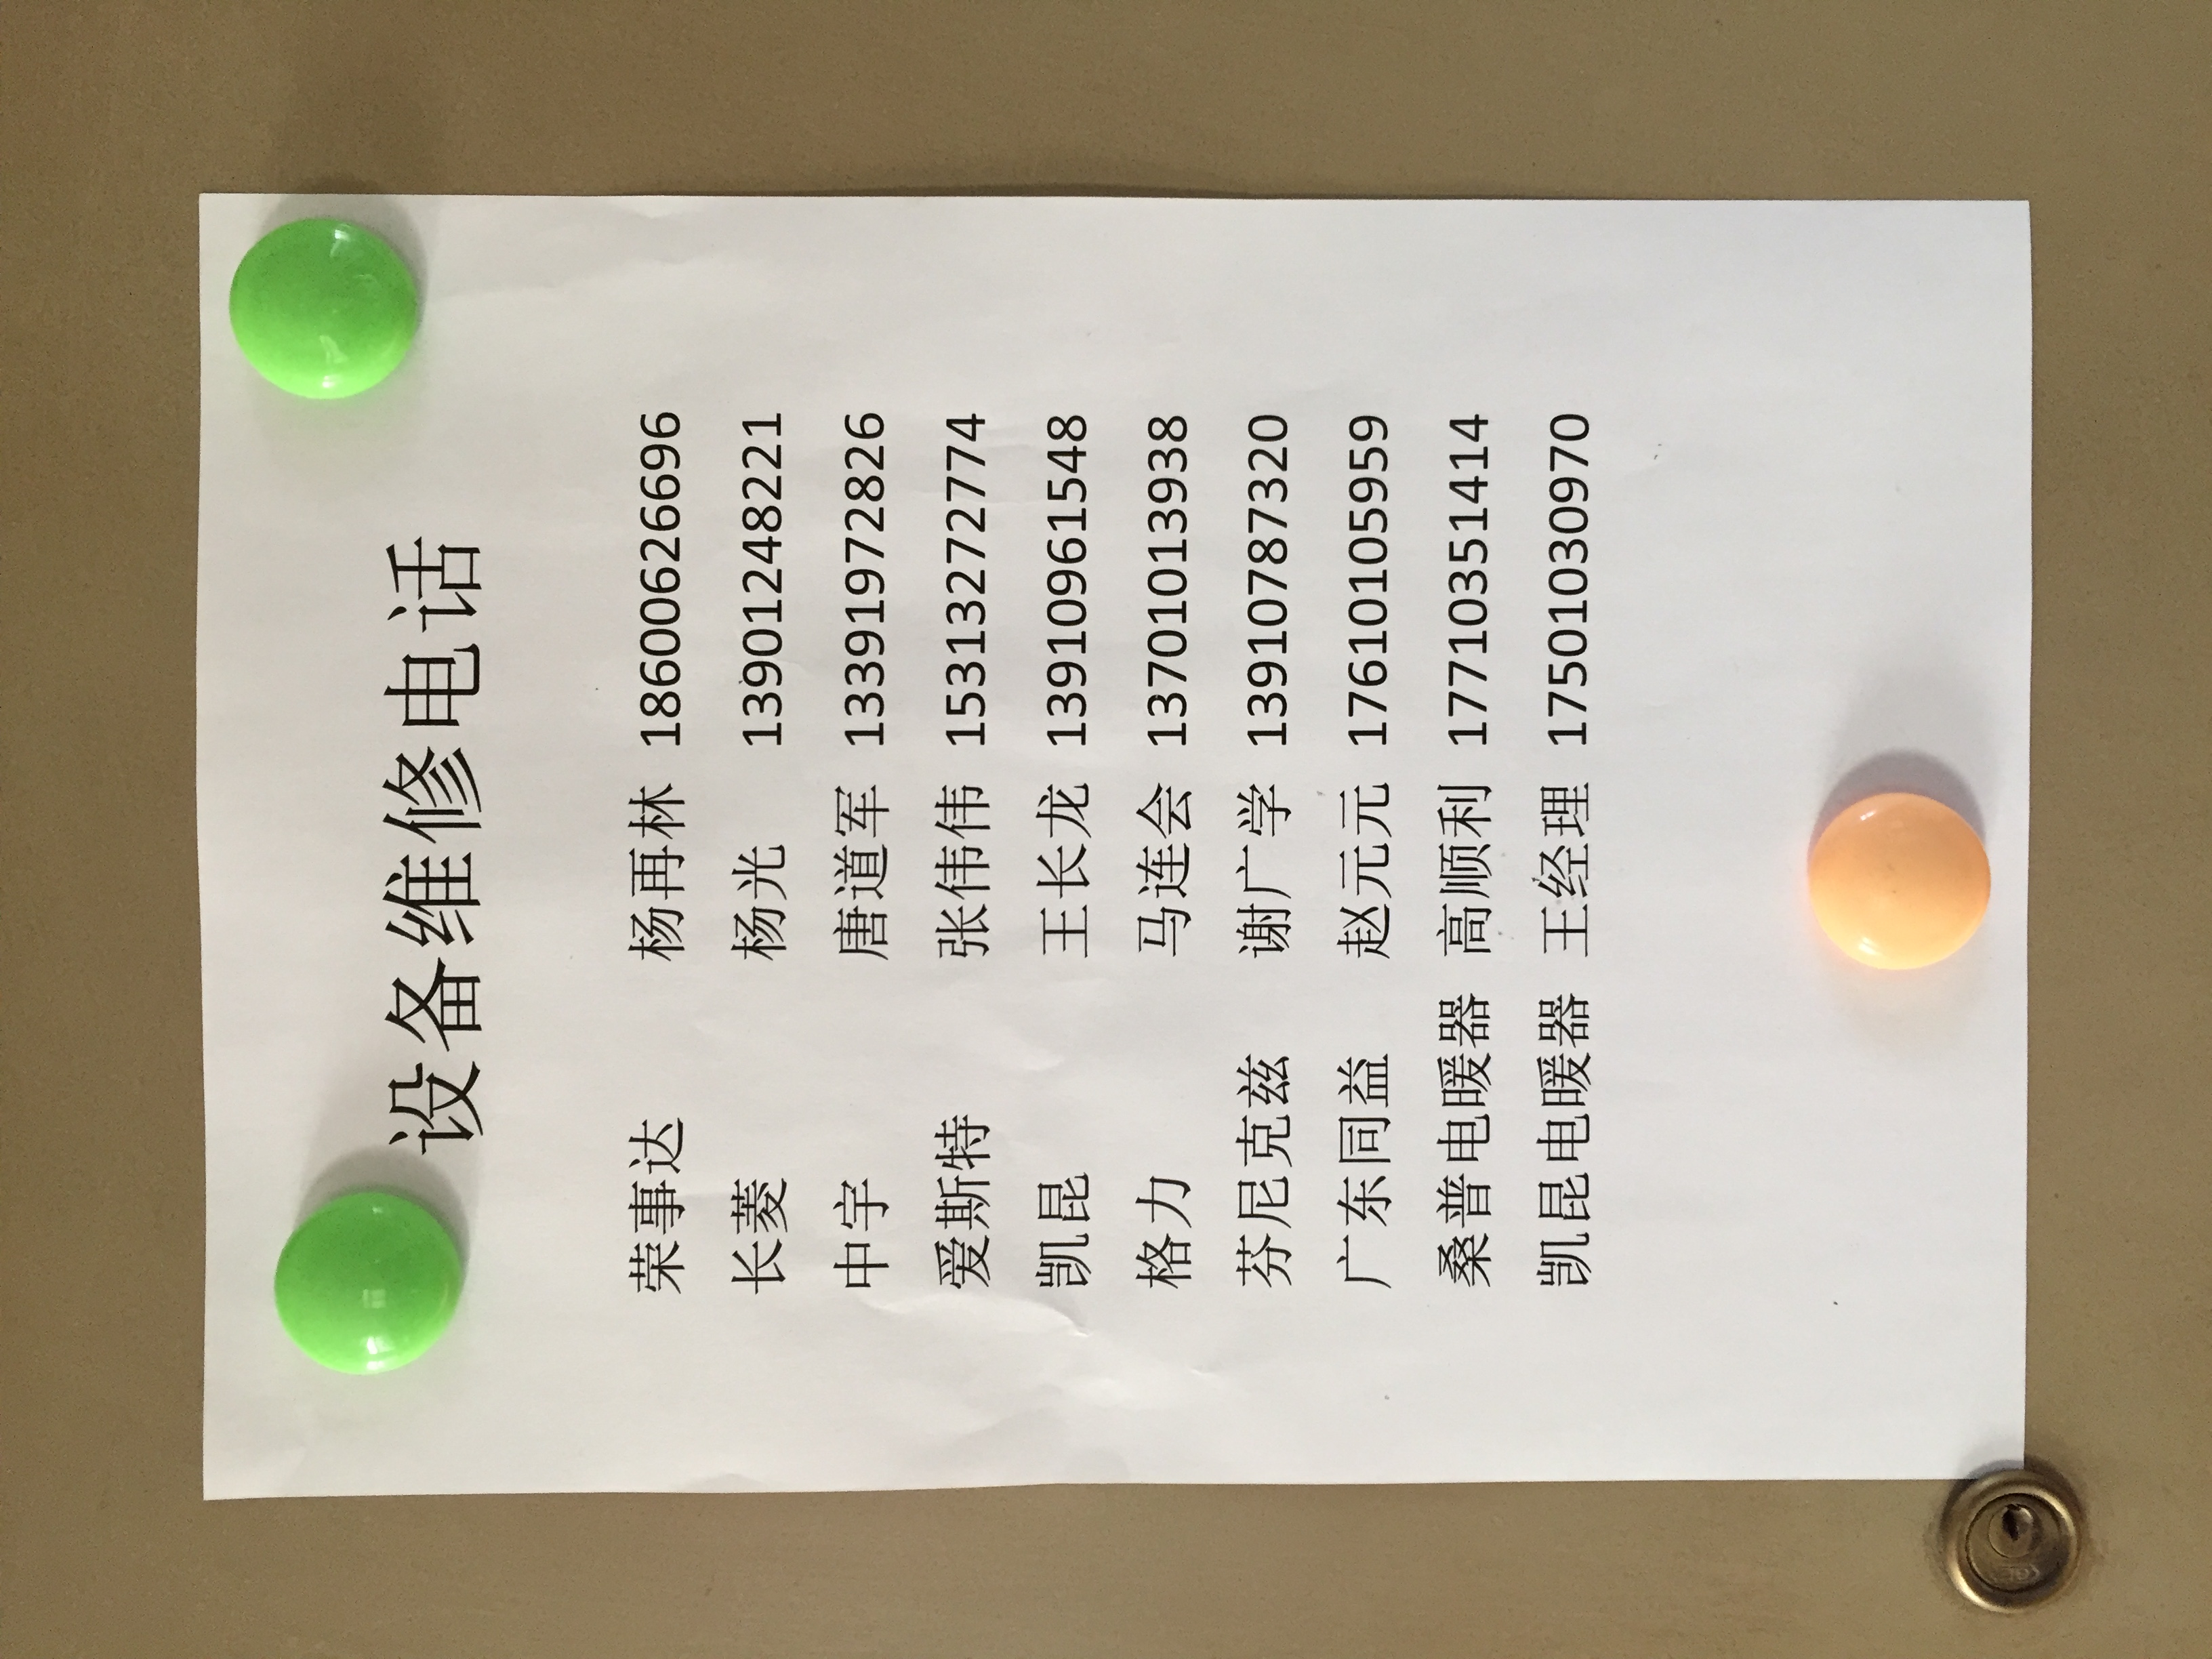 设备维修电话
荣事达 杨再林 18600626696
长菱 杨光 13901248221
中宇 唐道军 13391972826
爱斯特 张伟伟 15313272774
凯昆 王长龙 13910961548
格力 马连会 13701013938
芬尼克兹 谢广学 13910787320
广东同益 赵元元 17610105959
桑普电暖器 高顺利 17710351414
凯昆电暖器 王经理 17501030970